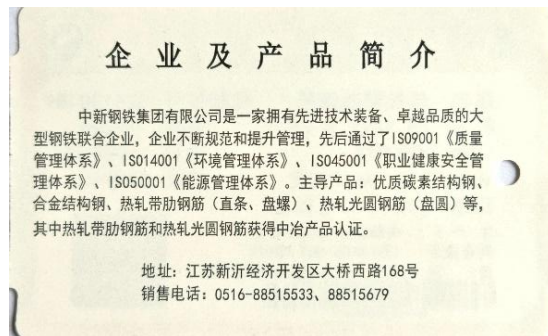 企业及产品简介
中新钢铁集团有限公司是一家拥有先进技术装备、卓越品质的大
型钢铁联合企业，企业不断规范和提升管理，先后通过了ISO9001《质量
管理体系》、ISO14001《环境管理体系》、ISO45001《职业健康安全管
理体系》、ISO50001《能源管理体系》。主导产品：优质碳素结构钢、
合金结构钢、热轧带肋钢筋（直条、盘螺）、热轧光圆钢筋（盘圆）等，
其中热轧带肋钢筋和热轧光圆钢筋获得中冶产品认证。
地址：江苏新沂经济开发区大桥西路168号
销售电话：0516-88515533、88515679